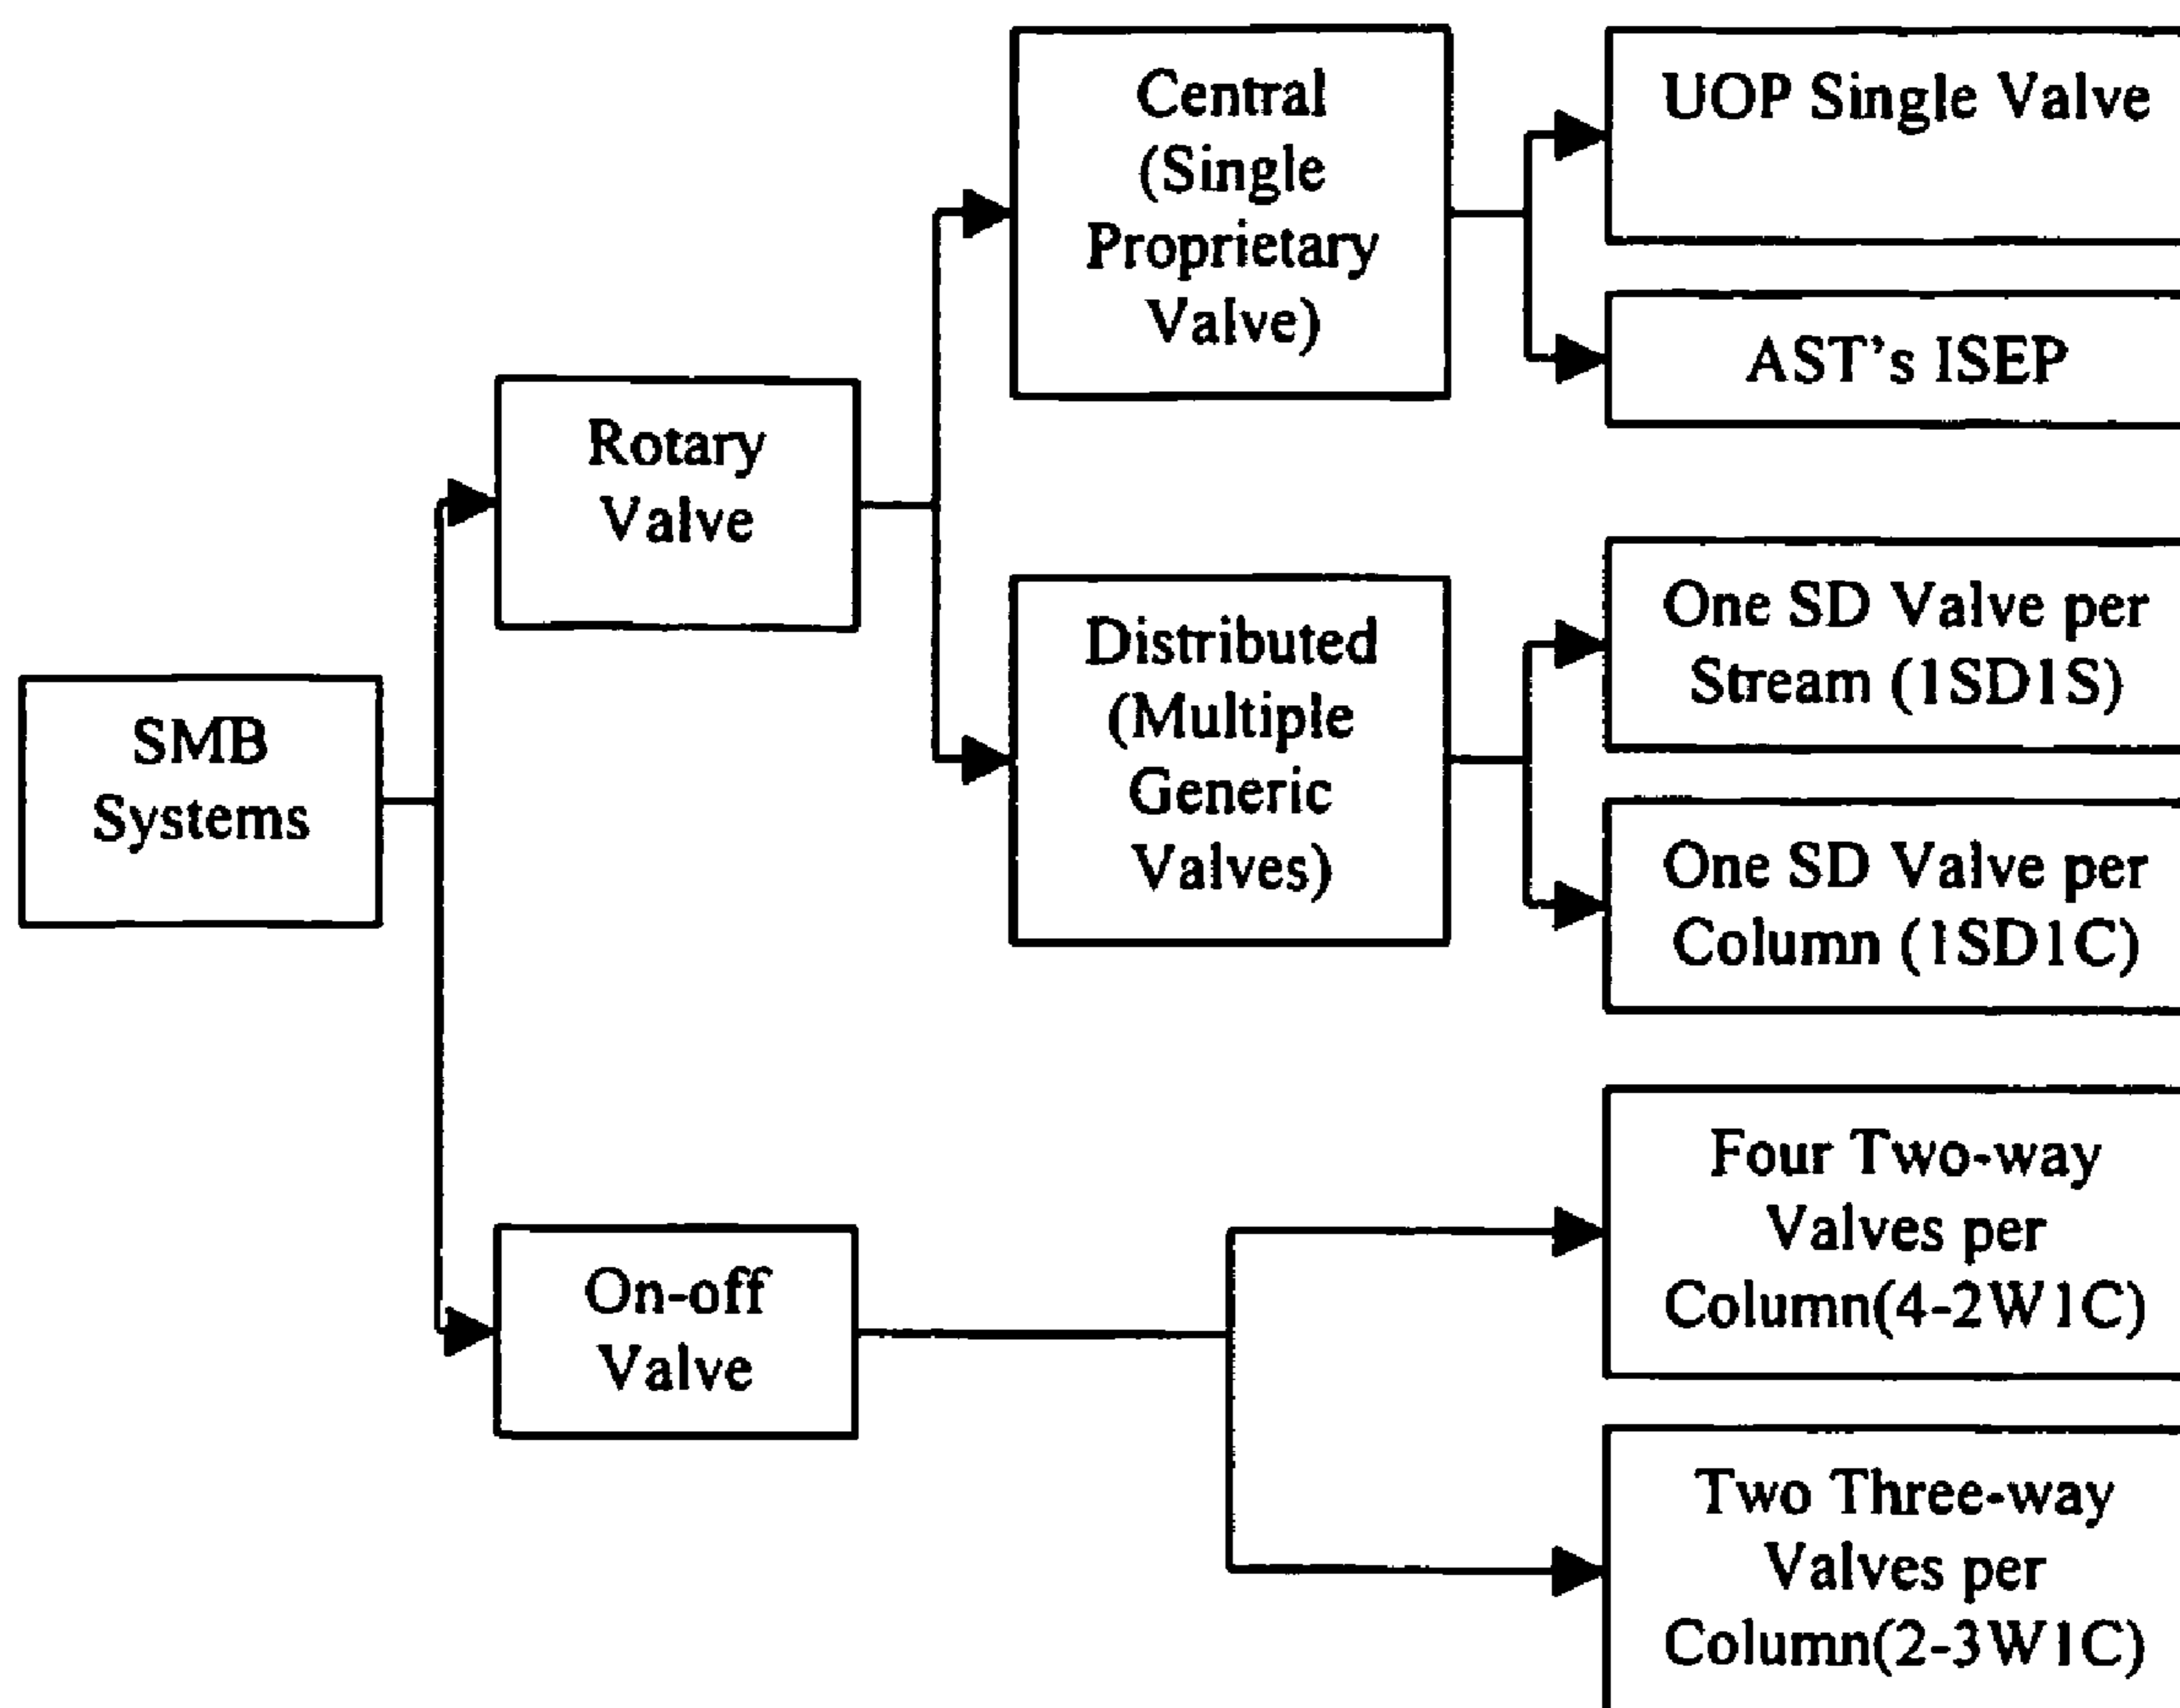 SMB
Systems
Rotary
Valve
On-off
Valve
Central
(Single
Proprietary
Valve)
Distributed
(Multiple
Generic
Valves)
UOP Single Valve
AST's ISEP
One SD Valve per
Stream (1SD1S)
One SD Valve per
Column (1SD1C)
Four Two-way
Valves per
Column(4-2W1C)
Two Three-way
Valves per
Column(2-3W1C)